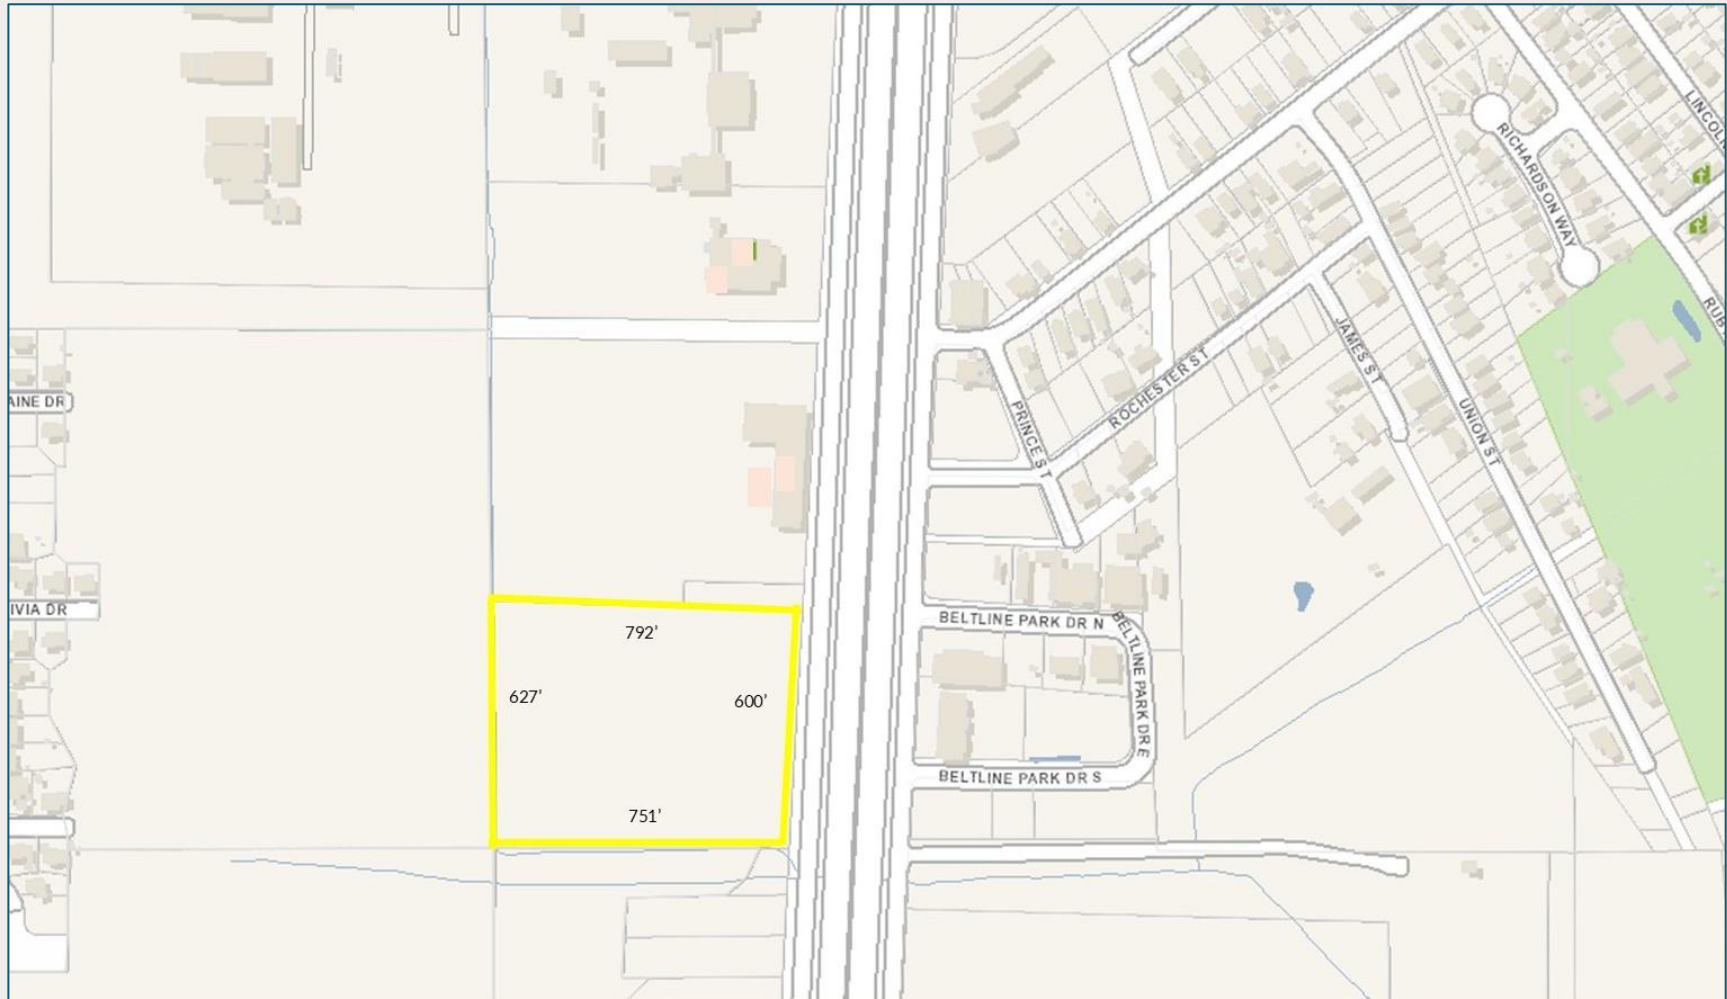 RICHARDSON WAY
AINE DR
JAMES ST
ROCHESTER ST
PRINCE ST
UNION ST
IVIA DR
BELTLINE PARK DR N
BELTLINE PARK DR E
BELTLINE PARK DR S
792’
627’
600’
751’
LINCOL
RUB